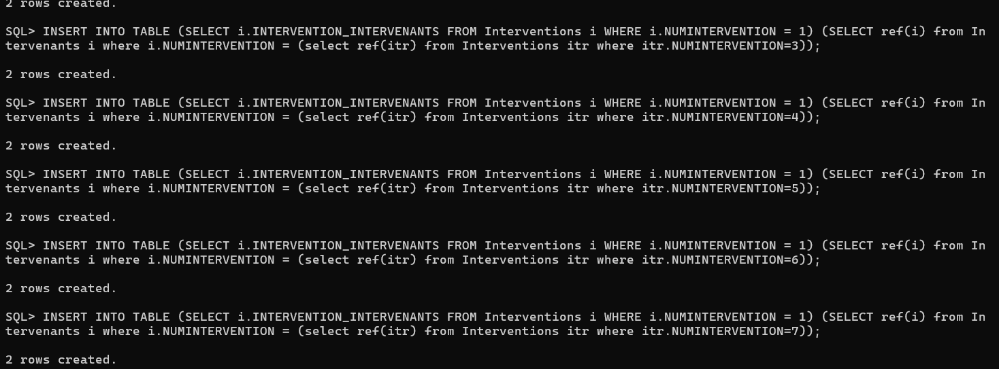 2 rows created.
SQL> INSERT INTO TABLE (SELECT i.INTERVENTION_INTERVENANTS FROM Interventions i WHERE i.NUMINTERVENTION = 1) (SELECT ref(i) from In
tervenants i where i.NUMINTERVENTION = (select ref(itr) from Interventions itr where itr.NUMINTERVENTION=3));
2 rows created.
SQL> INSERT INTO TABLE (SELECT i.INTERVENTION_INTERVENANTS FROM Interventions i WHERE i.NUMINTERVENTION = 1) (SELECT ref(i) from In
tervenants i where i.NUMINTERVENTION = (select ref(itr) from Interventions itr where itr.NUMINTERVENTION=4));
2 rows created.
SQL> INSERT INTO TABLE (SELECT i.INTERVENTION_INTERVENANTS FROM Interventions i WHERE i.NUMINTERVENTION = 1) (SELECT ref(i) from In
tervenants i where i.NUMINTERVENTION = (select ref(itr) from Interventions itr where itr.NUMINTERVENTION=5));
2 rows created.
SQL> INSERT INTO TABLE (SELECT i.INTERVENTION_INTERVENANTS FROM Interventions i WHERE i.NUMINTERVENTION = 1) (SELECT ref(i) from In
tervenants i where i.NUMINTERVENTION = (select ref(itr) from Interventions itr where itr.NUMINTERVENTION=6));
2 rows created.
SQL> INSERT INTO TABLE (SELECT i.INTERVENTION_INTERVENANTS FROM Interventions i WHERE i.NUMINTERVENTION = 1) (SELECT ref(i) from In
tervenants i where i.NUMINTERVENTION = (select ref(itr) from Interventions itr where itr.NUMINTERVENTION=7));
2 rows created.